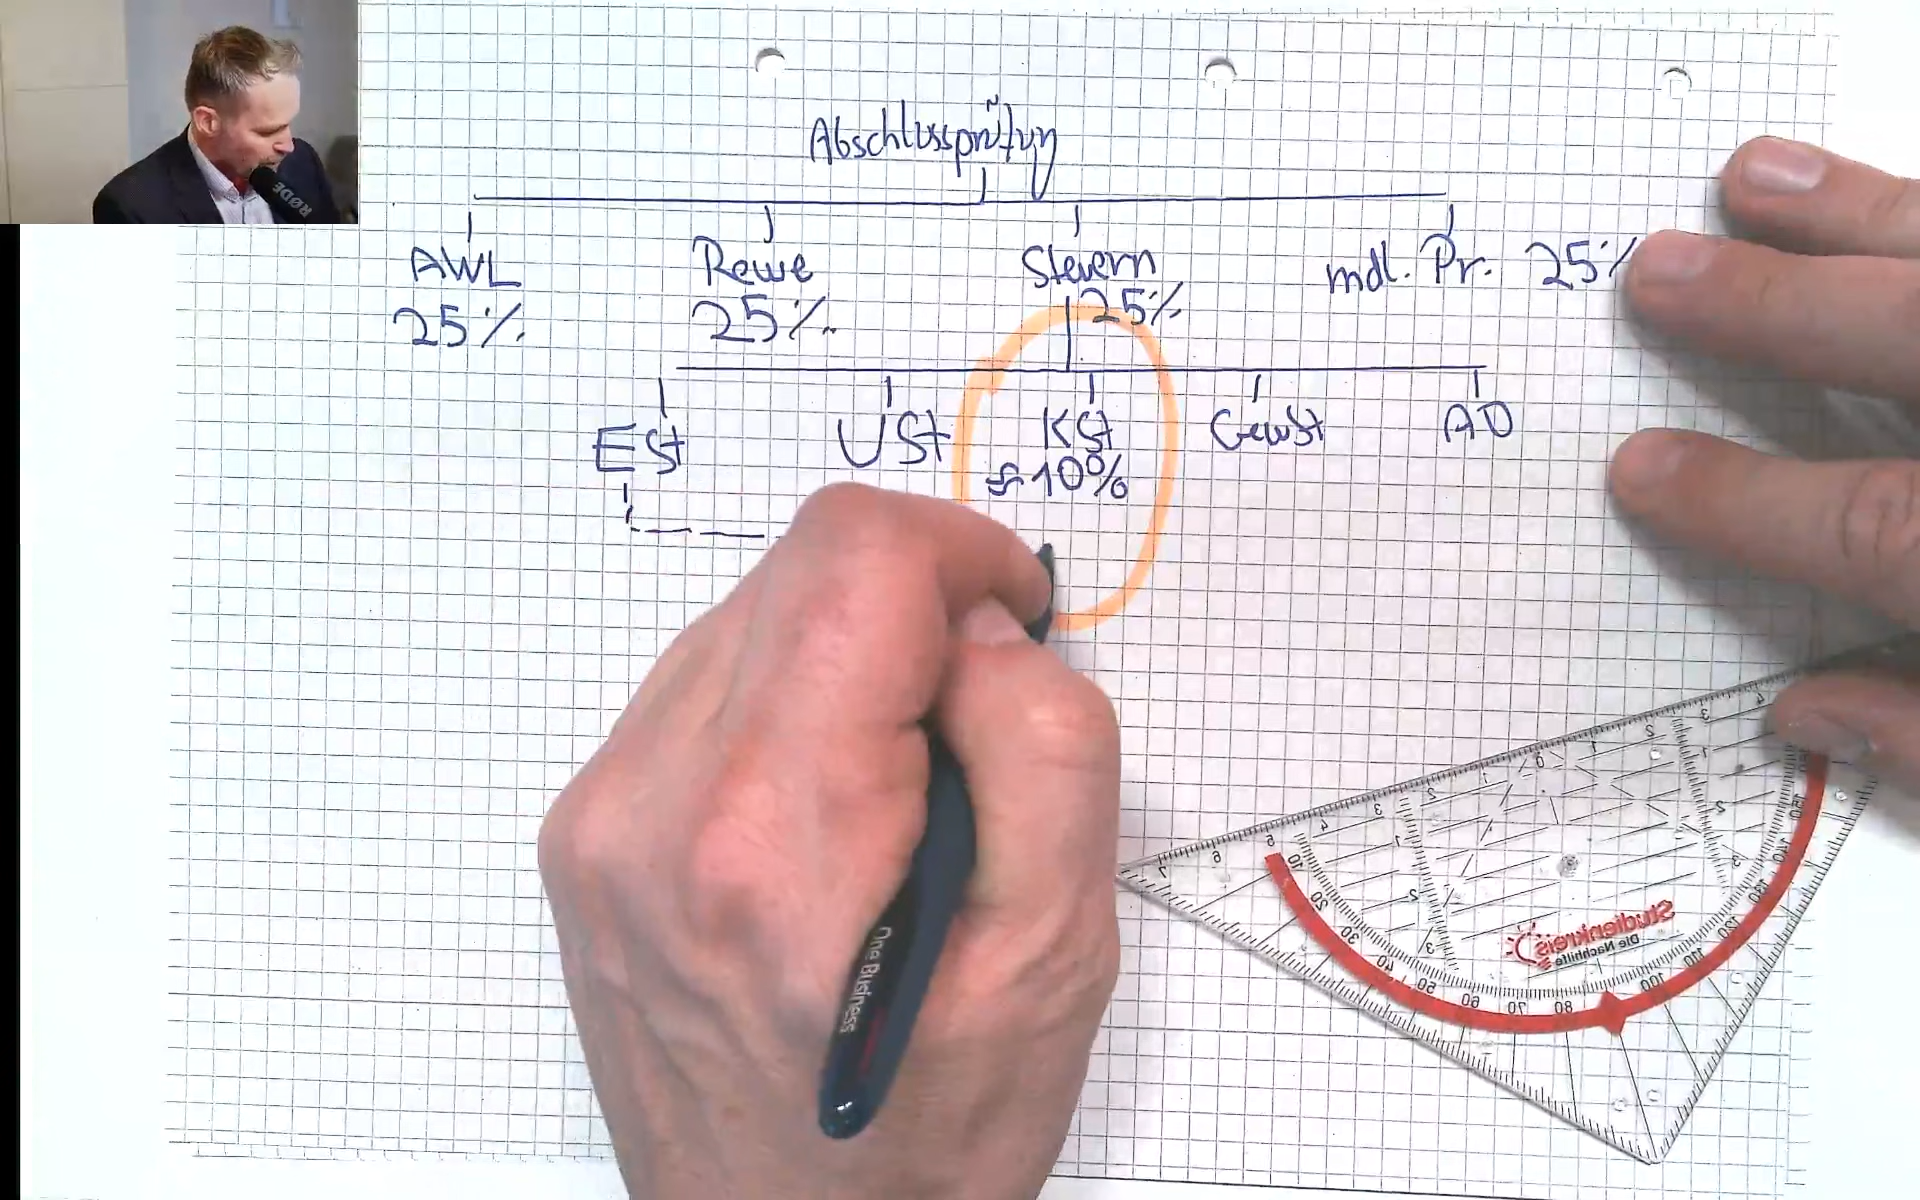 RØDE
Abschlussprüfung
AWL Rewe Steuern mdl. Pr. 25%
25% 25% 25%
ESt USt KSt GewSt AO
≈10%
One Business
Studienkreis
Die Nachhilfe